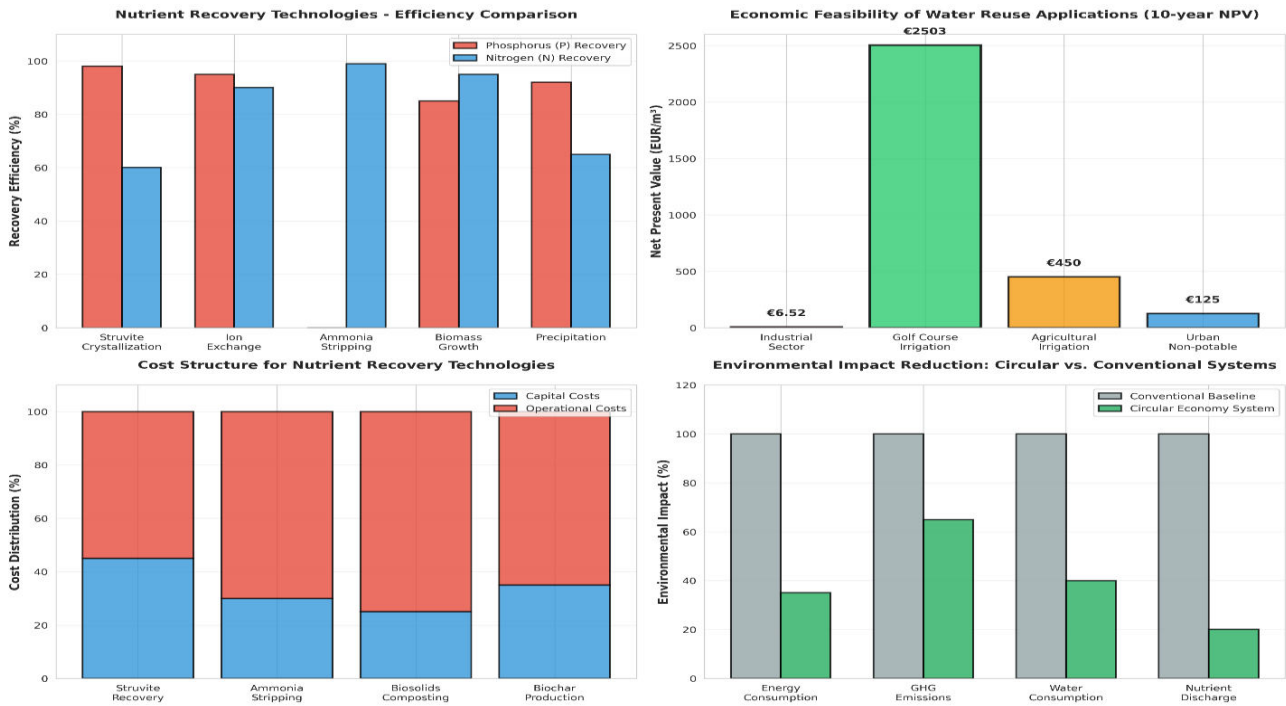 Nutrient Recovery Technologies - Efficiency Comparison
Phosphorus (P) Recovery
Nitrogen (N) Recovery
Recovery Efficiency (%)
100
80
60
40
20
0
Struvite
Crystallization
Ion
Exchange
Ammonia
Stripping
Biomass
Growth
Precipitation
Economic Feasibility of Water Reuse Applications (10-year NPV)
Net Present Value (EUR/m³)
2500
2000
1500
1000
500
0
€6.52
€2503
€450
€125
Industrial
Sector
Golf Course
Irrigation
Agricultural
Irrigation
Urban
Non-potable
Cost Structure for Nutrient Recovery Technologies
Capital Costs
Operational Costs
Cost Distribution (%)
100
80
60
40
20
0
Struvite
Recovery
Ammonia
Stripping
Biosolids
Composting
Biochar
Production
Environmental Impact Reduction: Circular vs. Conventional Systems
Conventional Baseline
Circular Economy System
Environmental Impact (%)
120
100
80
60
40
20
0
Energy
Consumption
GHG
Emissions
Water
Consumption
Nutrient
Discharge